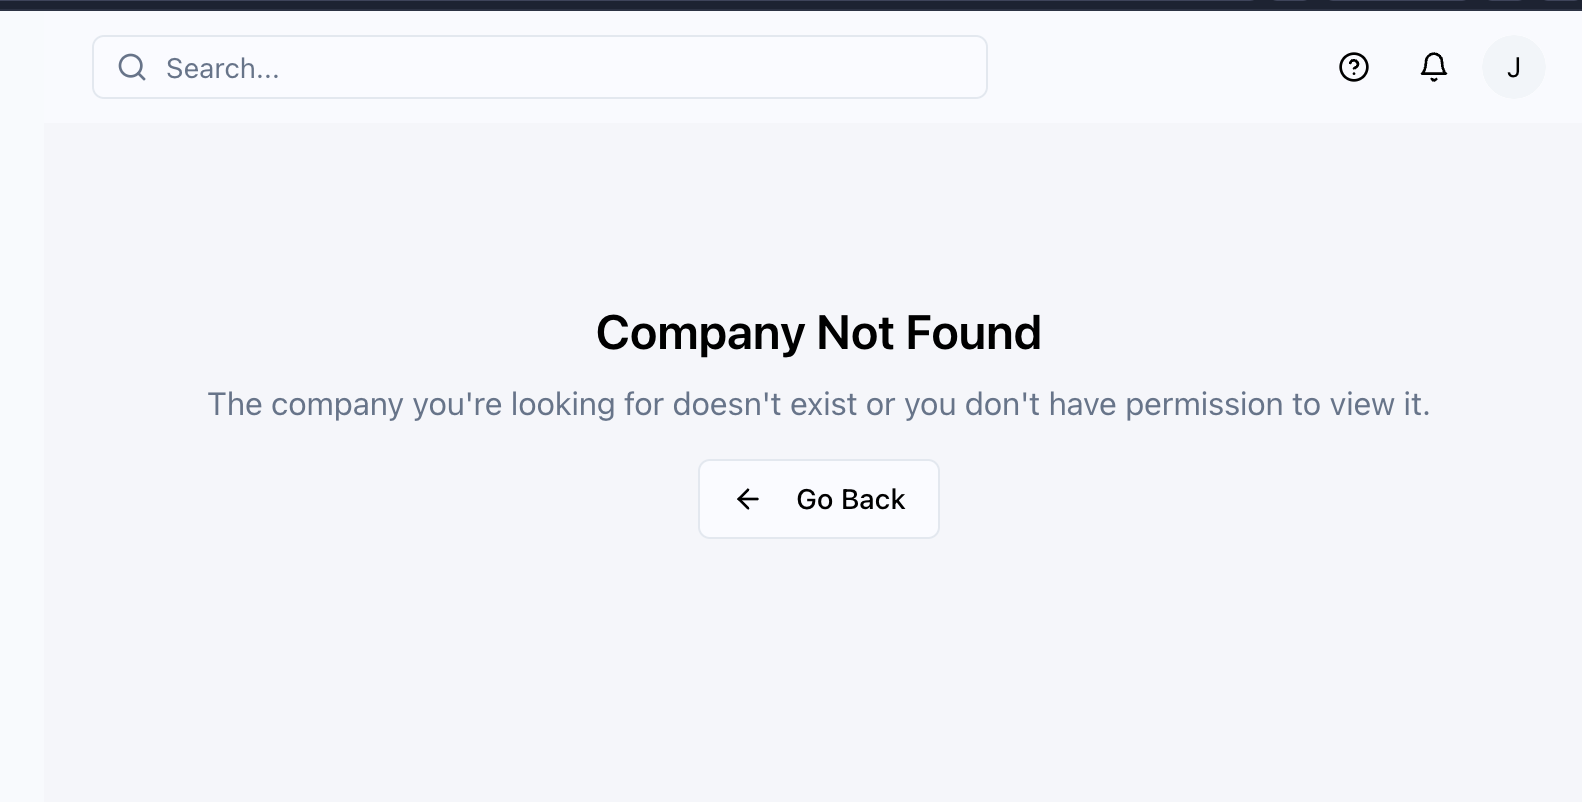 Search...
J
Company Not Found
The company you're looking for doesn't exist or you don't have permission to view it.
Go Back